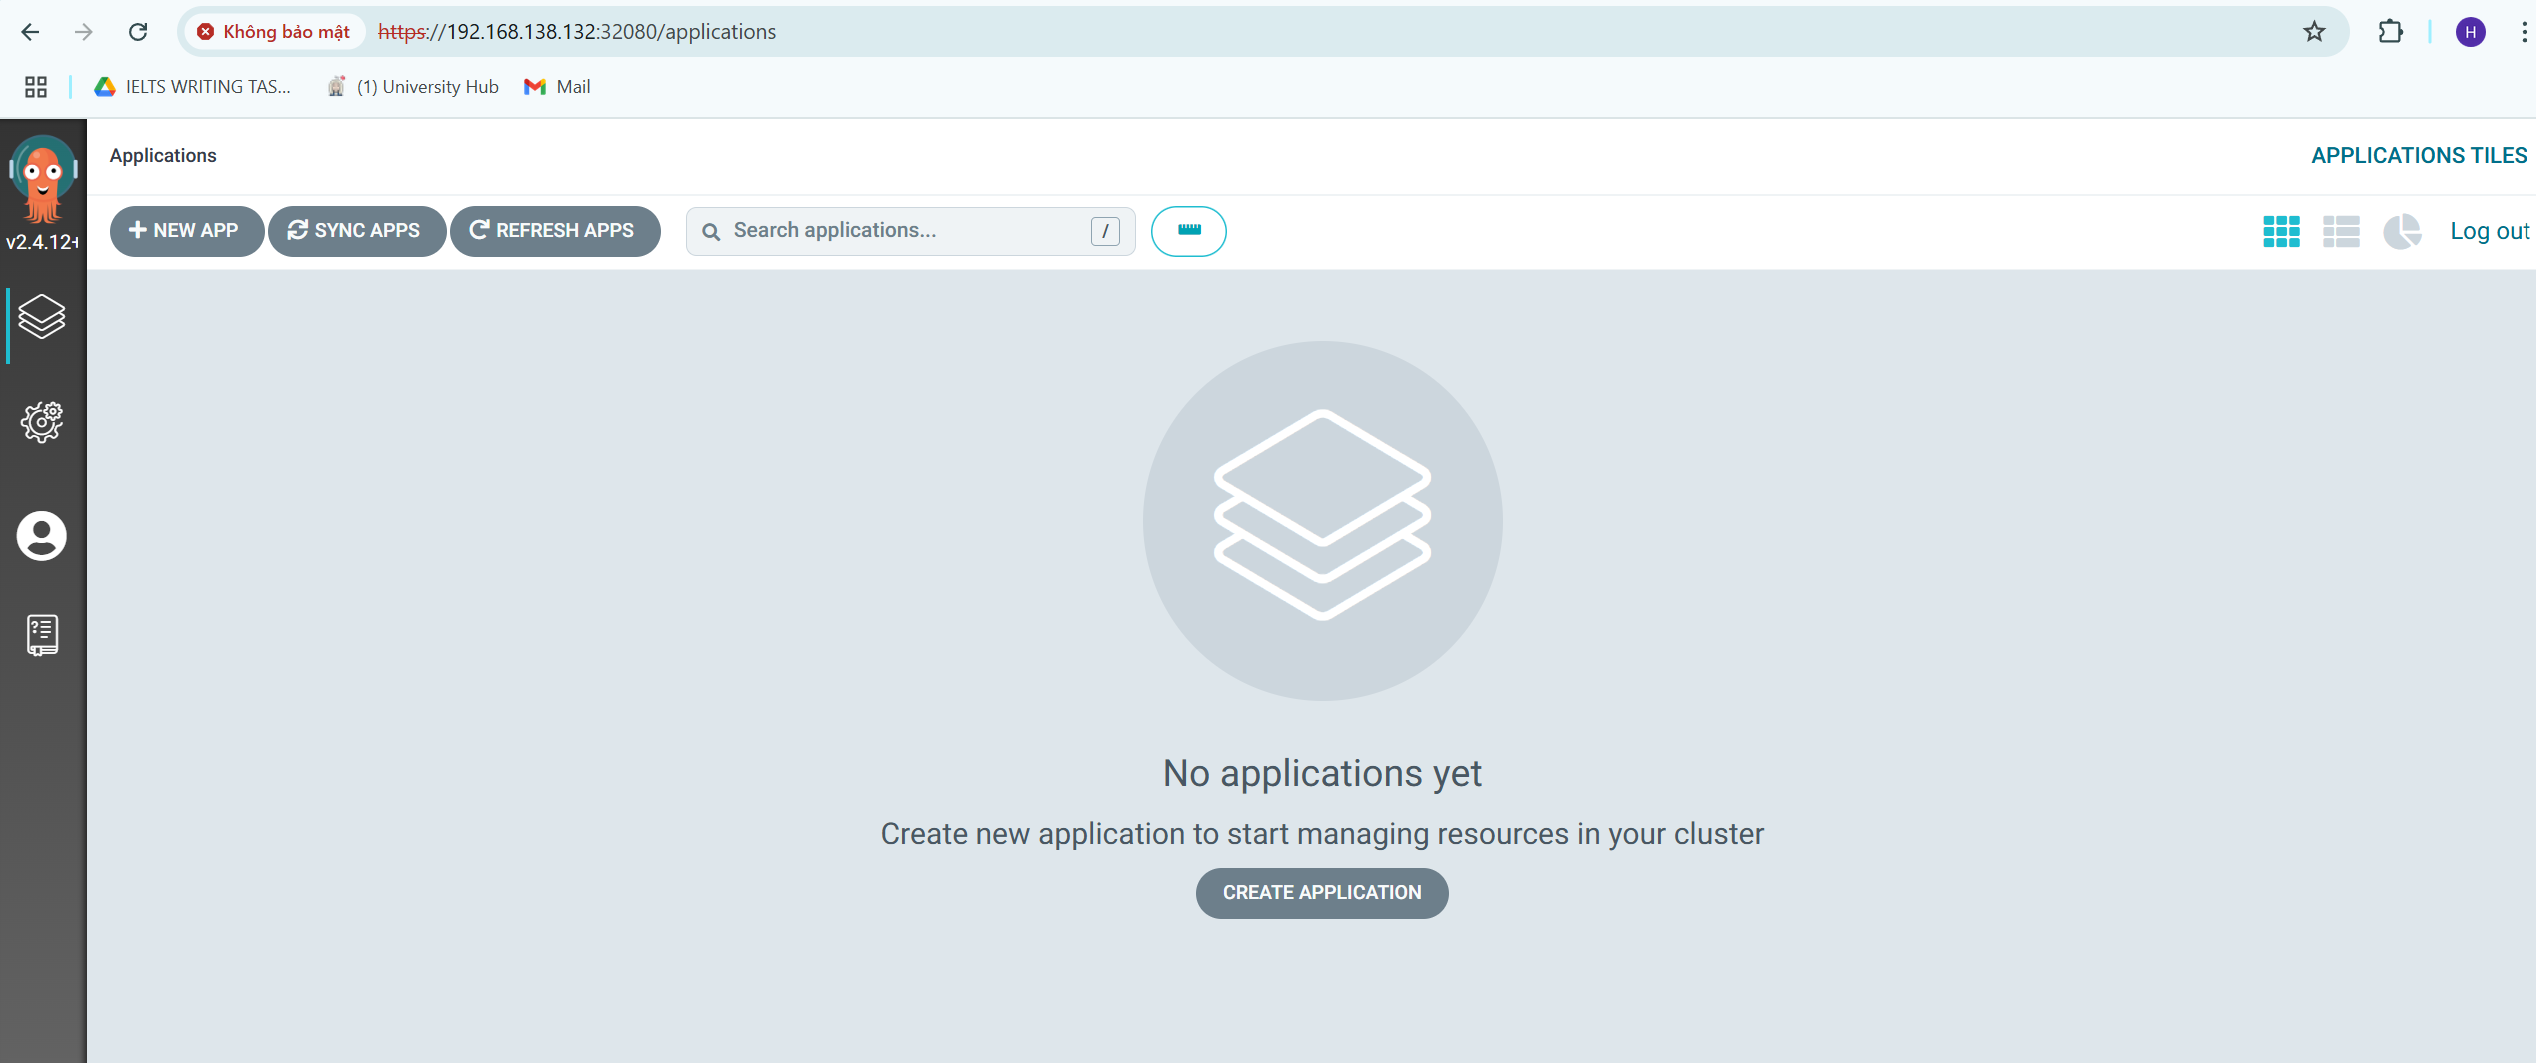 Không bảo mật https://192.168.138.132:32080/applications H
IELTS WRITING TAS... (1) University Hub Mail
Applications APPLICATIONS TILES
v2.4.12+
NEW APP SYNC APPS REFRESH APPS Search applications... / Log out
No applications yet
Create new application to start managing resources in your cluster
CREATE APPLICATION